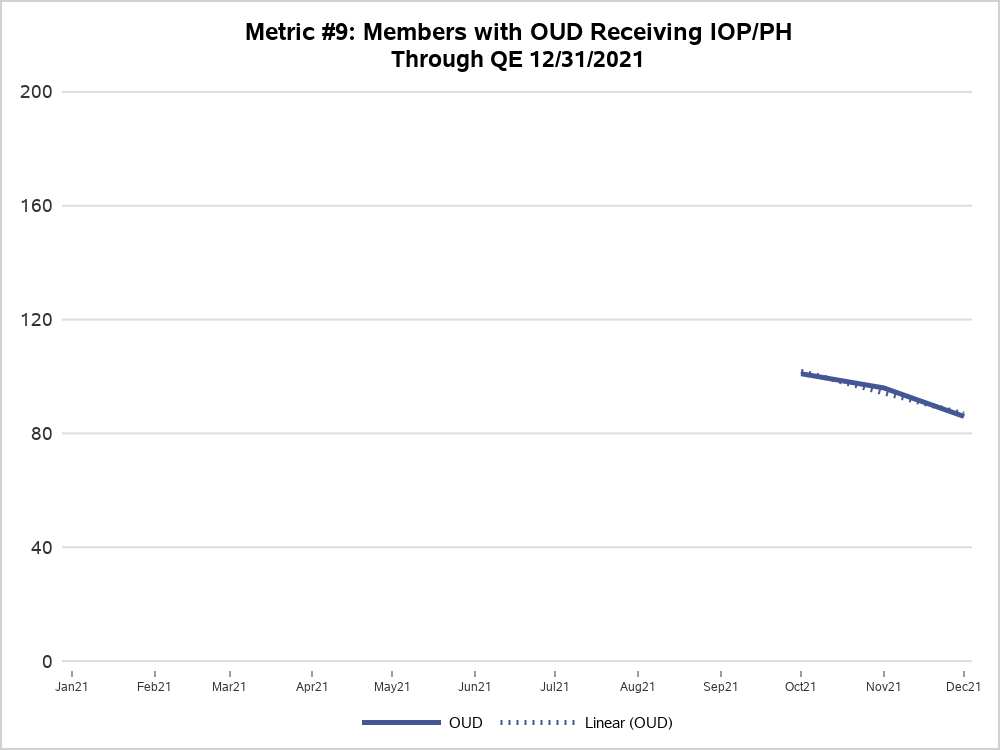 Metric #9: Members with OUD Receiving IOP/PH
Through QE 12/31/2021
200
160
120
80
40
0
Jan21 Feb21 Mar21 Apr21 May21 Jun21 Jul21 Aug21 Sep21 Oct21 Nov21 Dec21
OUD Linear (OUD)